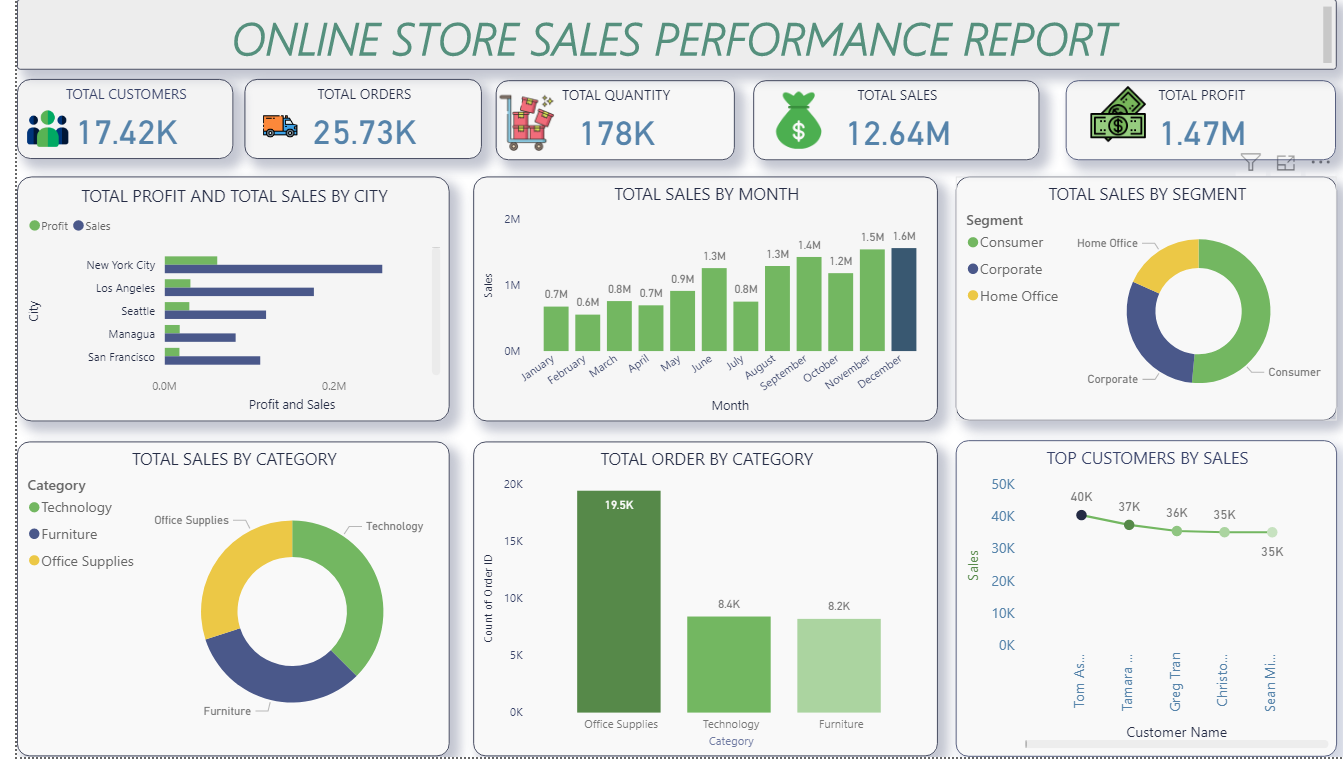 ONLINE STORE SALES PERFORMANCE REPORT
TOTAL CUSTOMERS
17.42K
TOTAL ORDERS
25.73K
TOTAL QUANTITY
178K
TOTAL SALES
12.64M
TOTAL PROFIT
1.47M
TOTAL PROFIT AND TOTAL SALES BY CITY
Profit Sales
City
New York City
Los Angeles
Seattle
Managua
San Francisco
0.0M 0.2M
Profit and Sales
TOTAL SALES BY MONTH
Sales
2M
1M
0M
0.7M 0.6M 0.8M 0.7M 0.9M 1.3M 0.8M 1.3M 1.4M 1.2M 1.5M 1.6M
January February March April May June July August September October November December
Month
TOTAL SALES BY SEGMENT
Segment
Consumer
Corporate
Home Office
Home Office
Corporate
Consumer
TOTAL SALES BY CATEGORY
Category
Technology
Furniture
Office Supplies
Office Supplies
Technology
Furniture
TOTAL ORDER BY CATEGORY
Count of Order ID
20K
15K
10K
5K
0K
19.5K 8.4K 8.2K
Office Supplies Technology Furniture
Category
TOP CUSTOMERS BY SALES
Sales
50K
40K
30K
20K
10K
0K
40K 37K 36K 35K 35K
Tom As... Tamara ... Greg Tran Christo... Sean Mi...
Customer Name